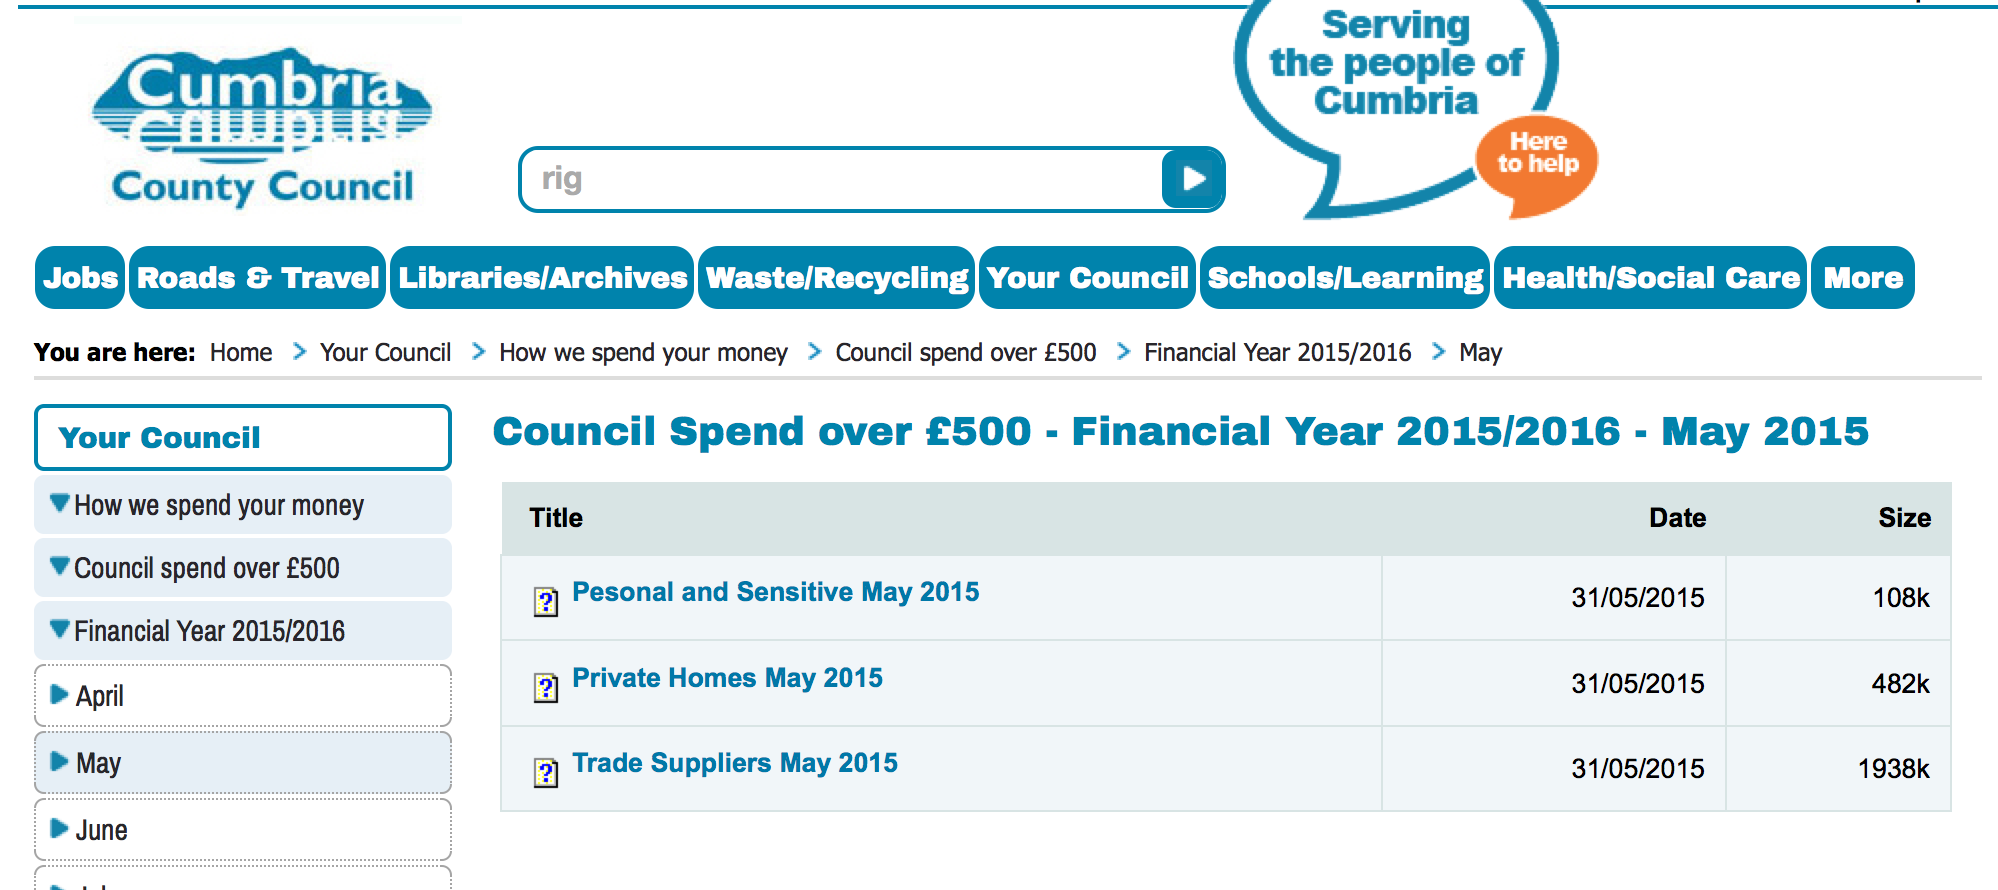 Serving
the people of
Cumbria
Here
to help
Cumbria
County Council
rig
Jobs Roads & Travel Libraries/Archives Waste/Recycling Your Council Schools/Learning Health/Social Care More
You are here: Home > Your Council > How we spend your money > Council spend over £500 > Financial Year 2015/2016 > May
Your Council
How we spend your money
Council spend over £500
Financial Year 2015/2016
April
May
June
Council Spend over £500 - Financial Year 2015/2016 - May 2015
Title Date Size
Pesonal and Sensitive May 2015 31/05/2015 108k
Private Homes May 2015 31/05/2015 482k
Trade Suppliers May 2015 31/05/2015 1938k